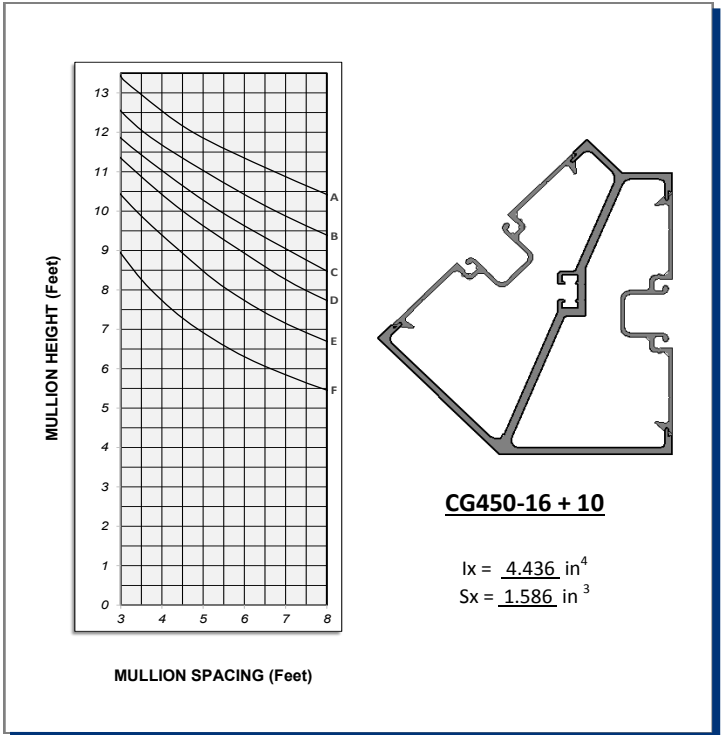 MULLION HEIGHT (Feet)
13
12
11
10
9
8
7
6
5
4
3
2
1
0
3 4 5 6 7 8
A
B
C
D
E
F
MULLION SPACING (Feet)
CG450-16 + 10
Ix = 4.436 in⁴
Sx = 1.586 in ³